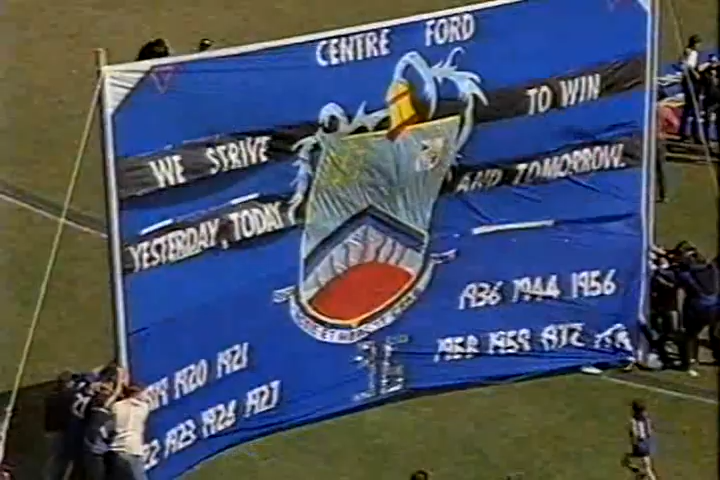 CENTRE FORD
WE STRIVE TO WIN
YESTERDAY, TODAY AND TOMORROW.
1920 1921
1936 1944 1956
1923 1926 1927
1958 1959 1972